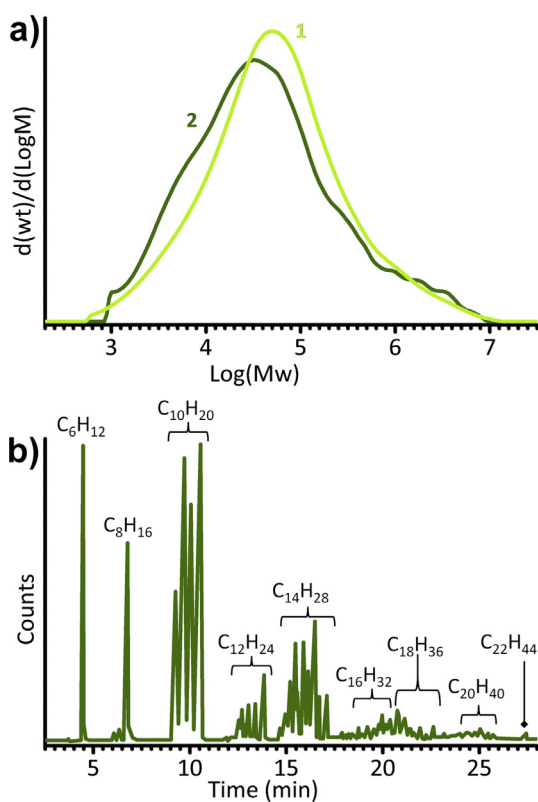 a)
1
2
d(wt)/d(LogM)
3 4 5 6 7
Log(Mw)
b)
C₆H₁₂
C₈H₁₆
C₁₀H₂₀
C₁₂H₂₄
C₁₄H₂₈
C₁₆H₃₂
C₁₈H₃₆
C₂₀H₄₀
C₂₂H₄₄
Counts
5 10 15 20 25
Time (min)